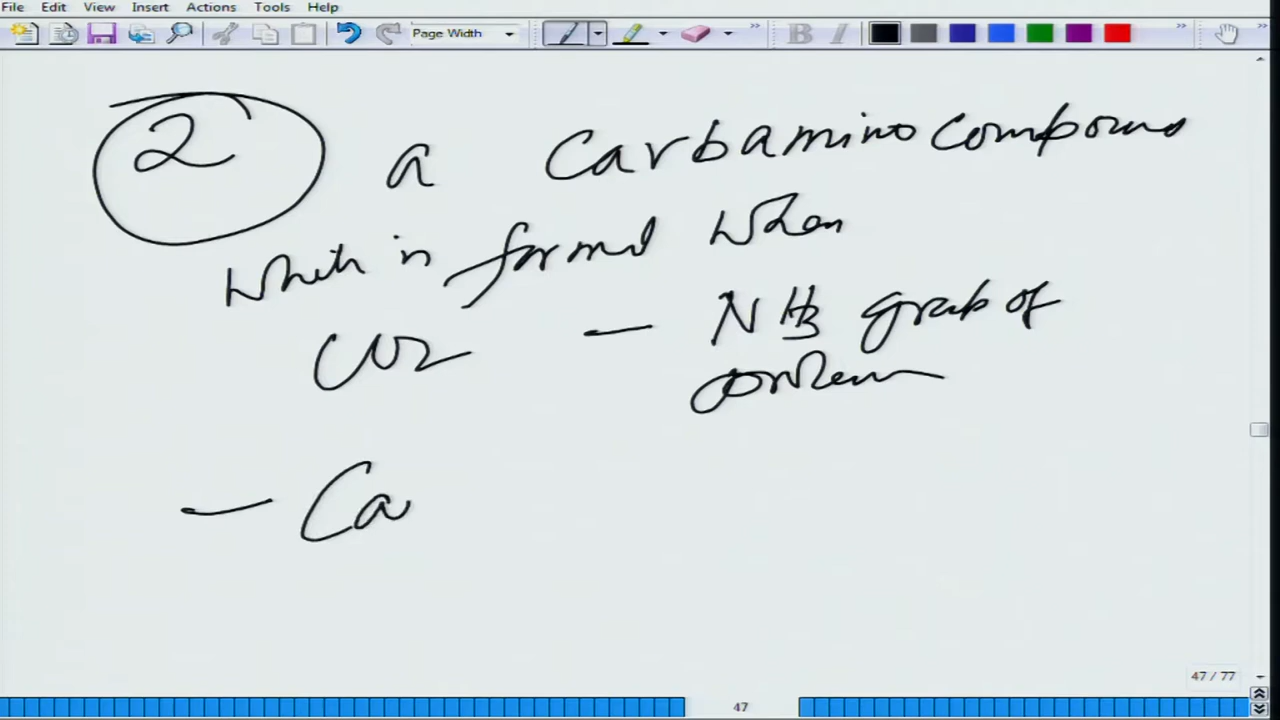 File Edit View Insert Actions Tools Help
Page Width
2 a Carbamino compound
which is formed when
CO2 — NH3 group of
protein
— Ca
47 / 77
47